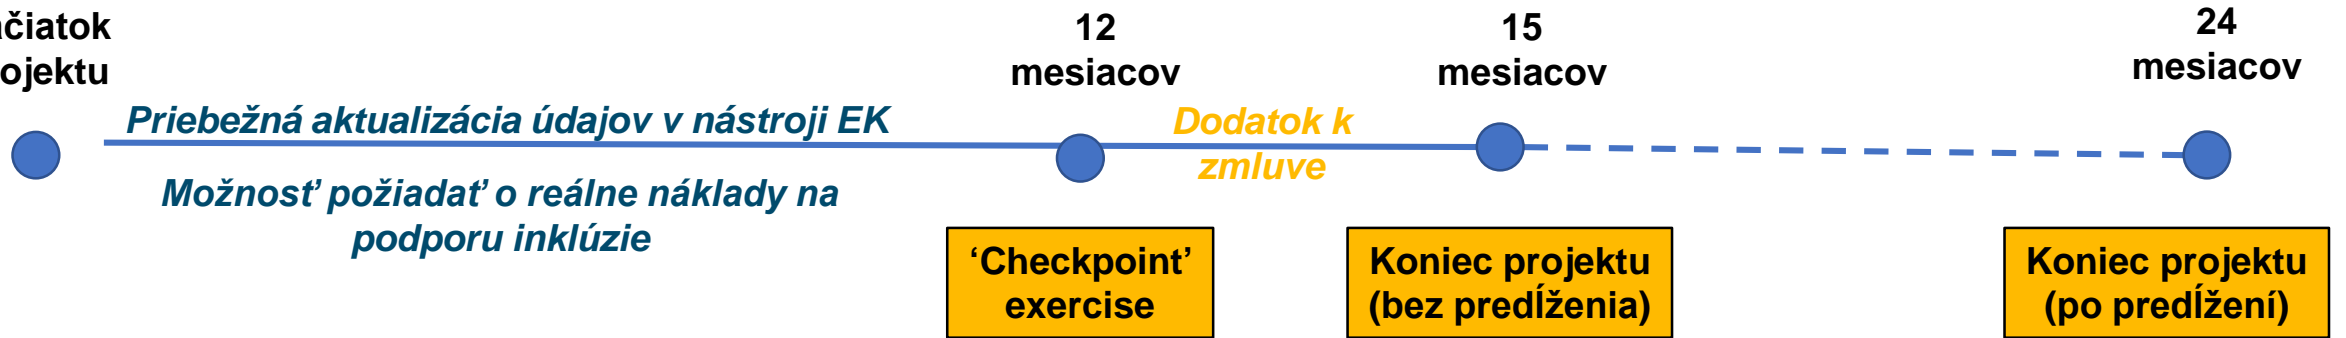 ačiatok
ojektu
12
mesiacov
15
mesiacov
24
mesiacov
Priebežná aktualizácia údajov v nástroji EK
Možnosť požiadať o reálne náklady na
podporu inklúzie
Dodatok k
zmluve
‘Checkpoint’
exercise
Koniec projektu
(bez predĺženia)
Koniec projektu
(po predĺžení)